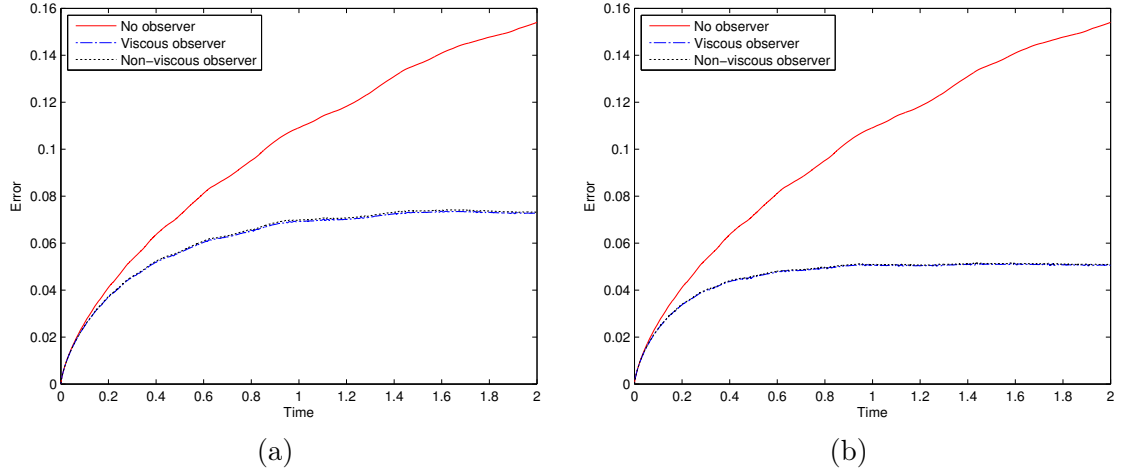 0.16
0.14
0.12
0.1
0.08
0.06
0.04
0.02
0
Error
No observer
Viscous observer
Non−viscous observer
0 0.2 0.4 0.6 0.8 1 1.2 1.4 1.6 1.8 2
Time
(a)
0.16
0.14
0.12
0.1
0.08
0.06
0.04
0.02
0
Error
No observer
Viscous observer
Non−viscous observer
0 0.2 0.4 0.6 0.8 1 1.2 1.4 1.6 1.8 2
Time
(b)